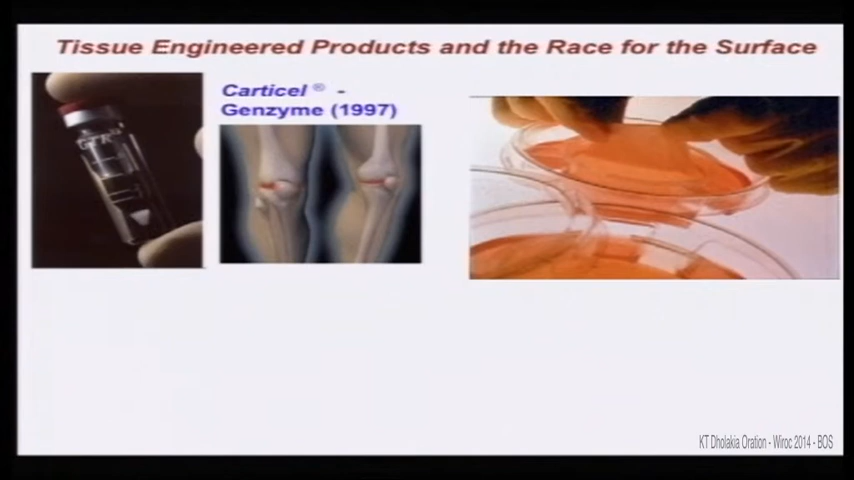 Tissue Engineered Products and the Race for the Surface
Carticel ® -
Genzyme (1997)
KT Dholakia Oration - Wiroc 2014 - BOS